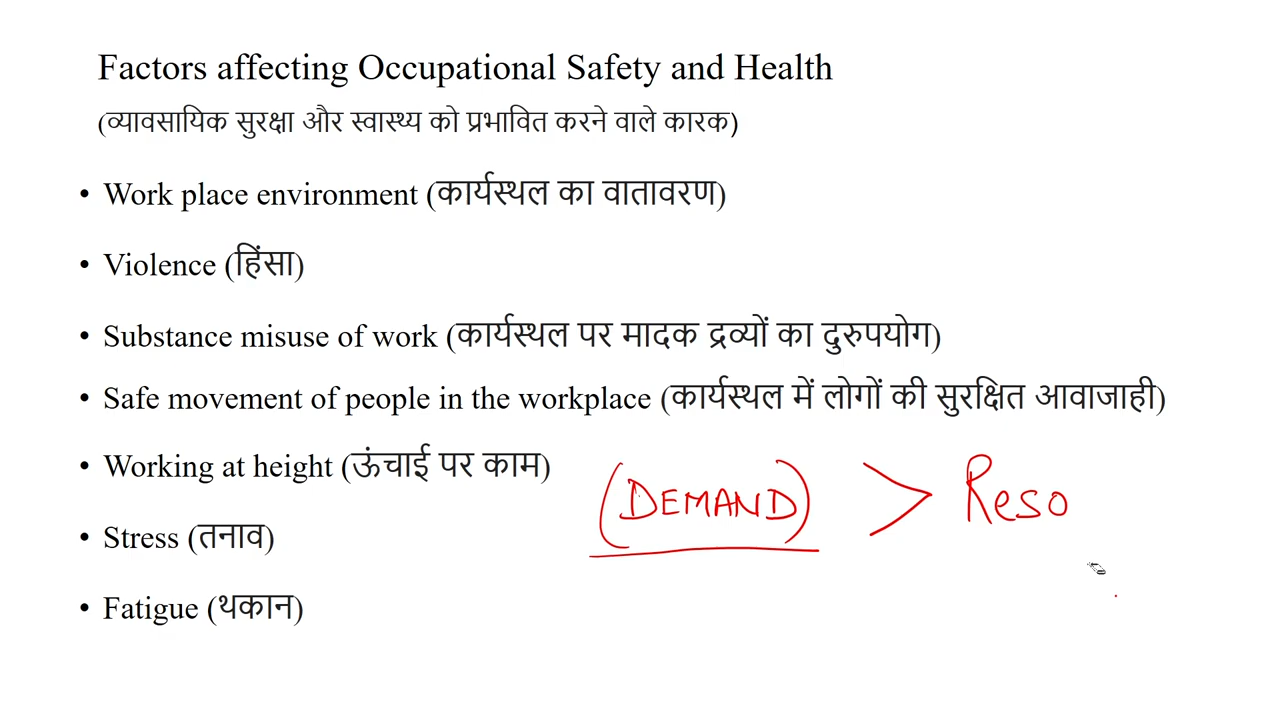 Factors affecting Occupational Safety and Health
(व्यावसायिक सुरक्षा और स्वास्थ्य को प्रभावित करने वाले कारक)
• Work place environment (कार्यस्थल का वातावरण)
• Violence (हिंसा)
• Substance misuse of work (कार्यस्थल पर मादक द्रव्यों का दुरुपयोग)
• Safe movement of people in the workplace (कार्यस्थल में लोगों की सुरक्षित आवाजाही)
• Working at height (ऊंचाई पर काम)
(DEMAND) > Reso
• Stress (तनाव)
• Fatigue (थकान)